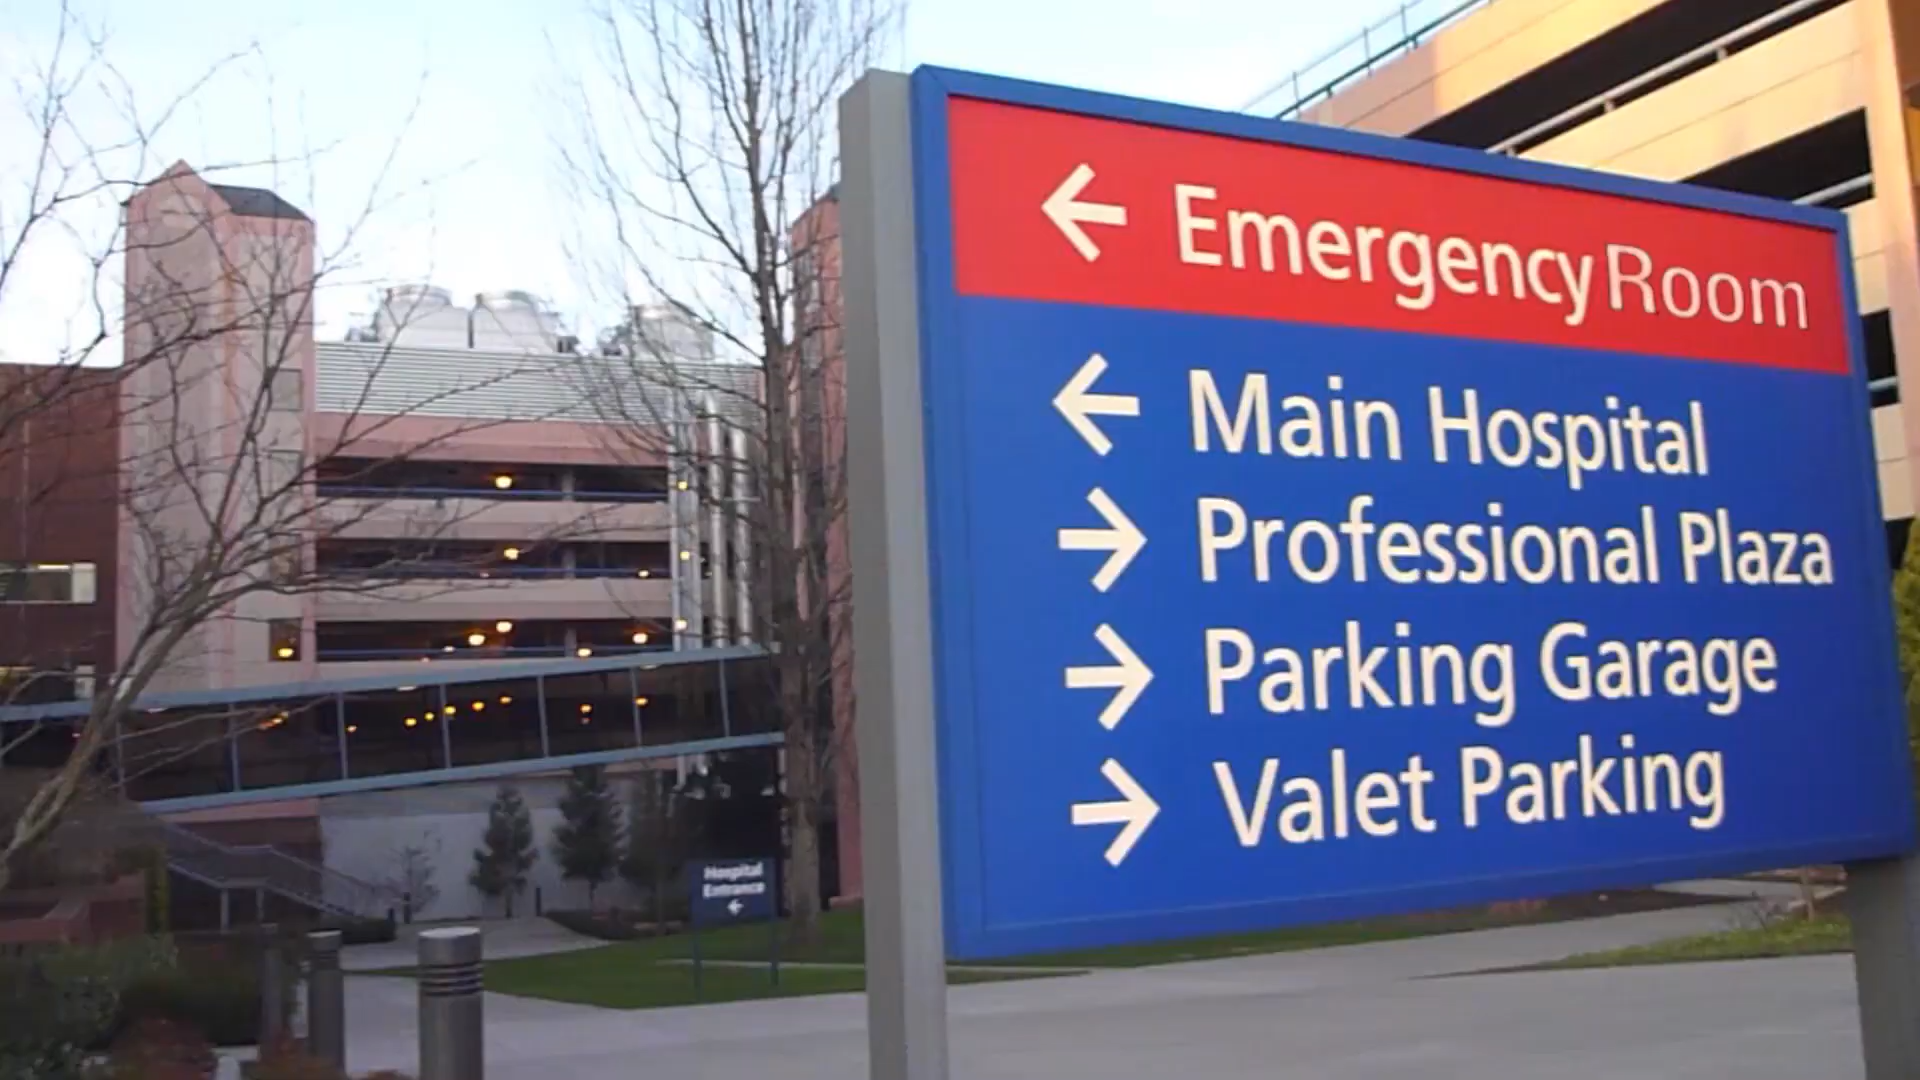 ← Emergency Room
← Main Hospital
→ Professional Plaza
→ Parking Garage
→ Valet Parking
Hospital
Entrance
←